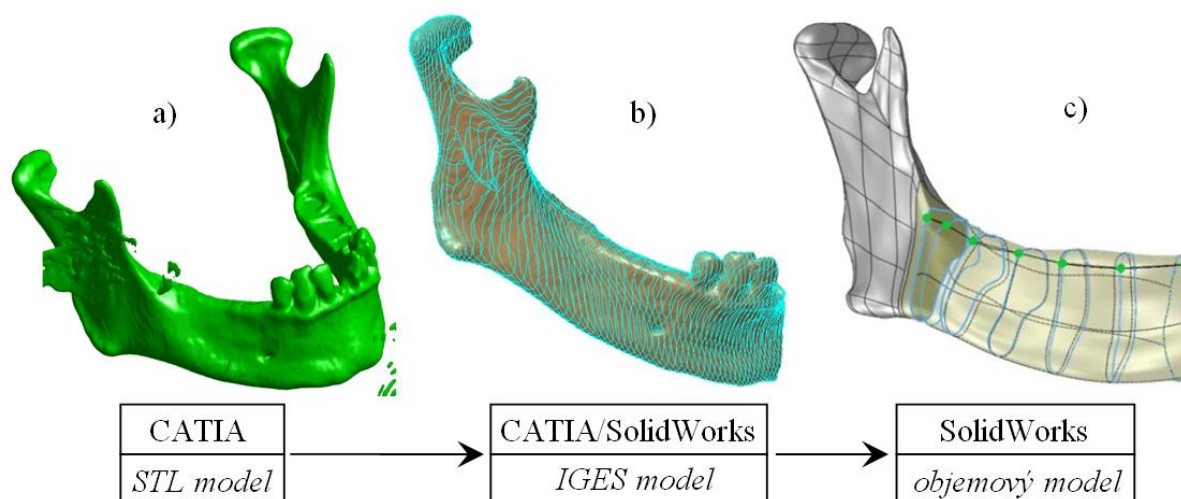 a)
b)
c)
CATIA
STL model
CATIA/SolidWorks
IGES model
SolidWorks
objemový model